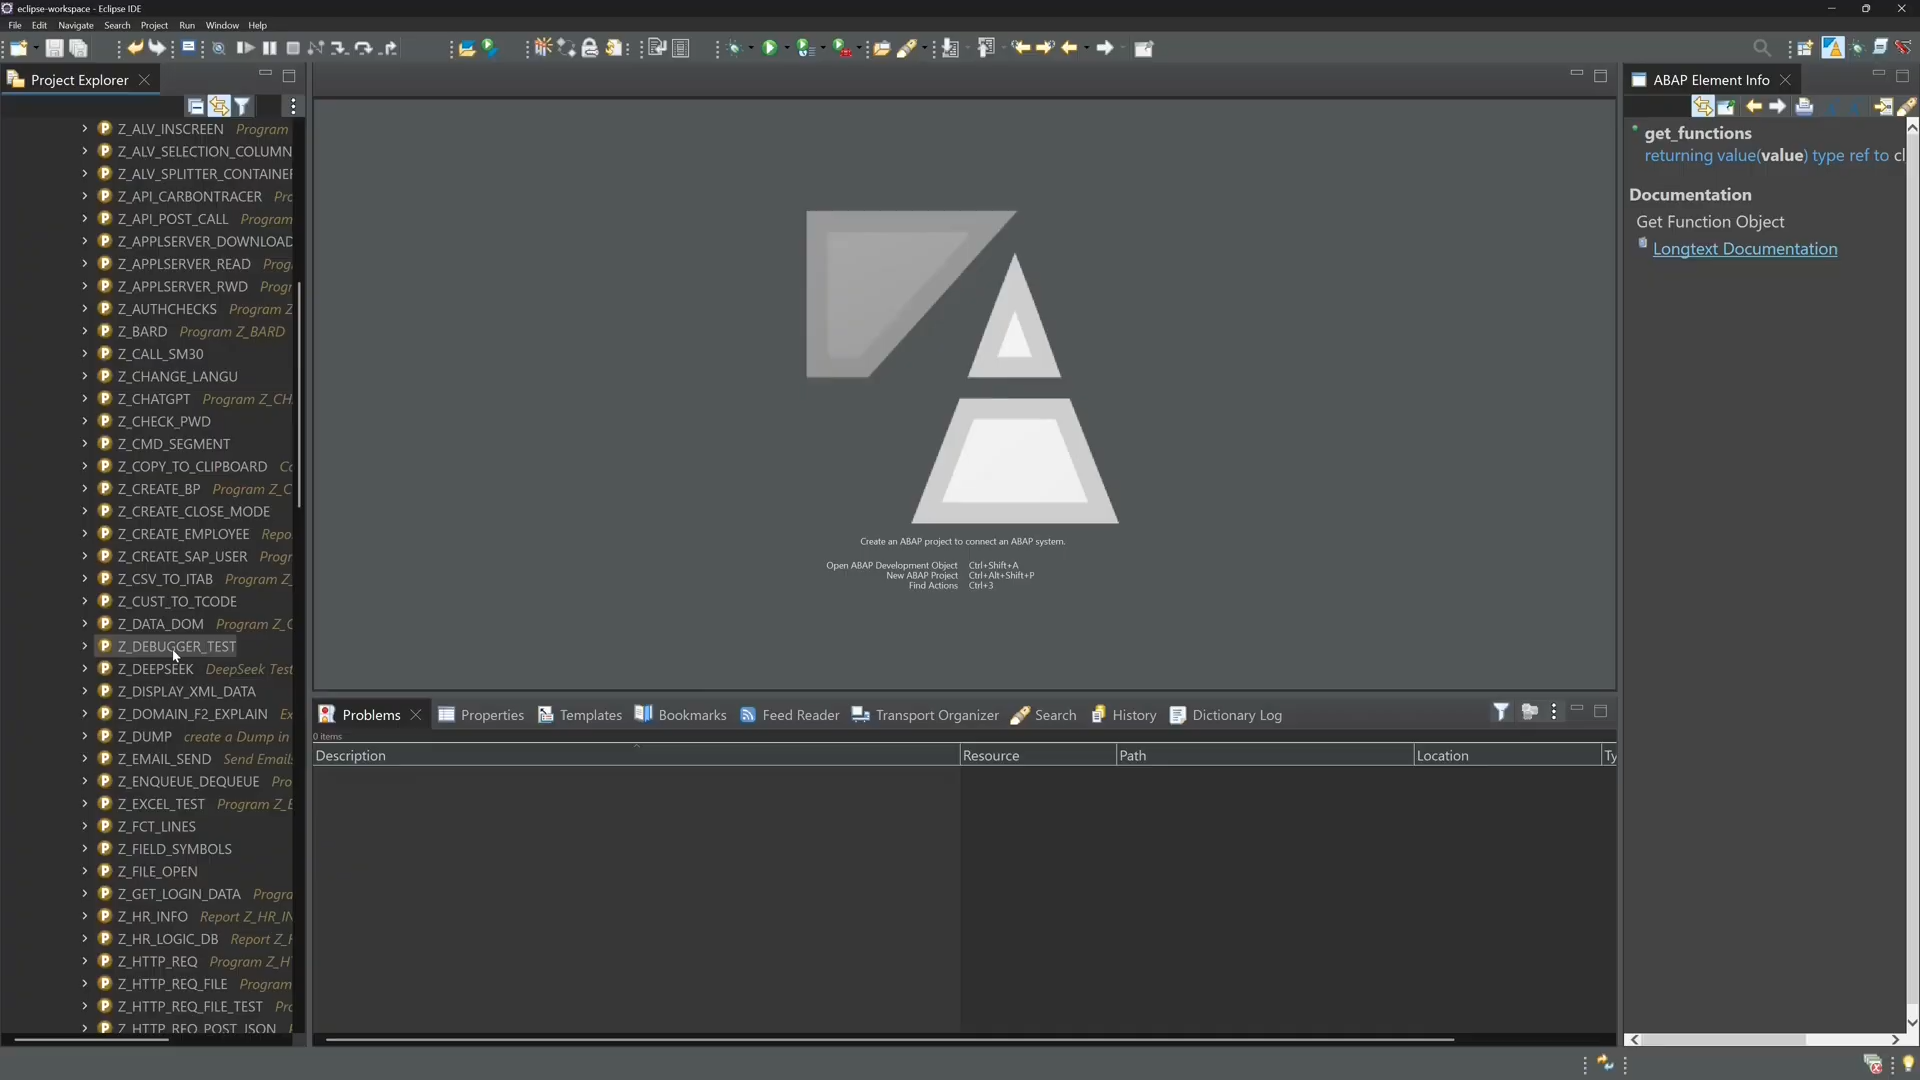 eclipse-workspace - Eclipse IDE
File Edit Navigate Search Project Run Window Help
Project Explorer
Z_ALV_INSCREEN Program
Z_ALV_SELECTION_COLUMN
Z_ALV_SPLITTER_CONTAINER
Z_API_CARBONTRACER Pro
Z_API_POST_CALL Program
Z_APPLSERVER_DOWNLOAD
Z_APPLSERVER_READ Prog
Z_APPLSERVER_RWD Progr
Z_AUTHCHECKS Program Z
Z_BARD Program Z_BARD
Z_CALL_SM30
Z_CHANGE_LANGU
Z_CHATGPT Program Z_CH
Z_CHECK_PWD
Z_CMD_SEGMENT
Z_COPY_TO_CLIPBOARD Co
Z_CREATE_BP Program Z_C
Z_CREATE_CLOSE_MODE
Z_CREATE_EMPLOYEE Repo
Z_CREATE_SAP_USER Progr
Z_CSV_TO_ITAB Program Z_
Z_CUST_TO_TCODE
Z_DATA_DOM Program Z_
Z_DEBUGGER_TEST
Z_DEEPSEEK DeepSeek Test
Z_DISPLAY_XML_DATA
Z_DOMAIN_F2_EXPLAIN Ex
Z_DUMP create a Dump in
Z_EMAIL_SEND Send Email
Z_ENQUEUE_DEQUEUE Pro
Z_EXCEL_TEST Program Z_E
Z_FCT_LINES
Z_FIELD_SYMBOLS
Z_FILE_OPEN
Z_GET_LOGIN_DATA Progra
Z_HR_INFO Report Z_HR_IN
Z_HR_LOGIC_DB Report Z_H
Z_HTTP_REQ Program Z_H
Z_HTTP_REQ_FILE Program
Z_HTTP_REQ_FILE_TEST Pro
Z_HTTP_REQ_POST_JSON
Create an ABAP project to connect an ABAP system.
Open ABAP Development Object Ctrl+Shift+A
New ABAP Project Ctrl+Alt+Shift+P
Find Actions Ctrl+3
Problems Properties Templates Bookmarks Feed Reader Transport Organizer Search History Dictionary Log
0 items
Description Resource Path Location Ty
ABAP Element Info
get_functions
returning value(value) type ref to cl
Documentation
Get Function Object
Longtext Documentation